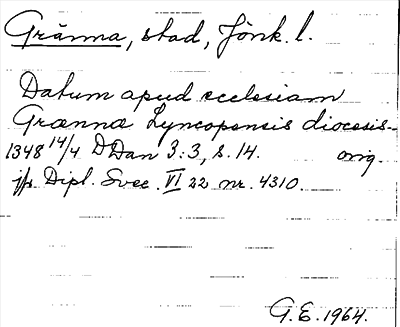 Gränna, stad, Jönk. l.
Datum apud ecclesiam
Grænnæ Lyncopensis diocesis
1348 14/4 DDan 3:3, s. 14. orig.
jfr Dipl. Svec. VI 22 nr. 4310.
G.E. 1964.